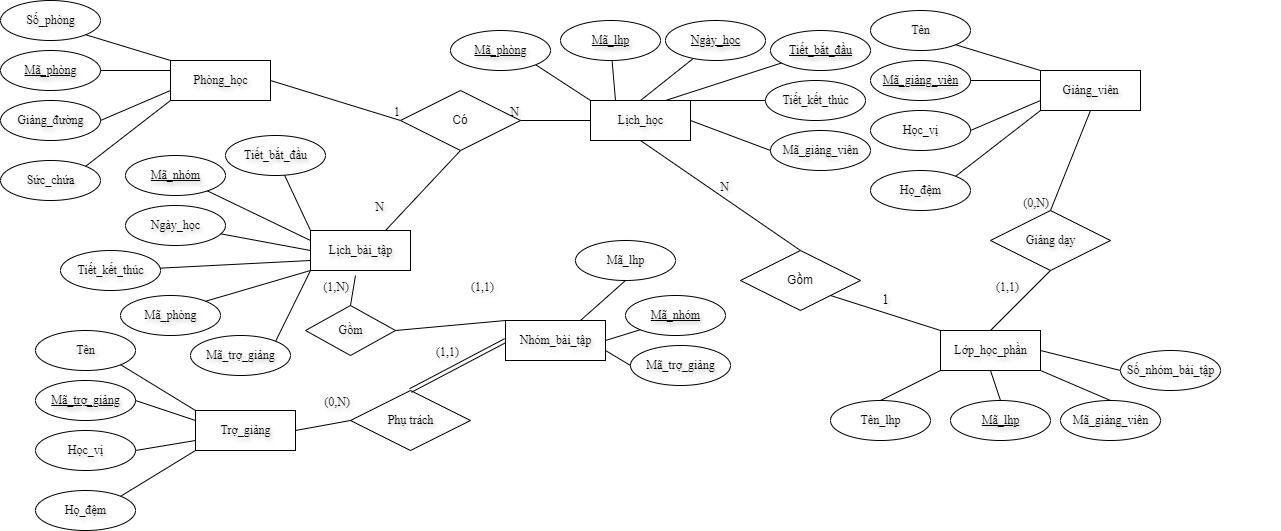 Số_phòng
Mã_phòng
Giảng_đường
Sức_chứa
Phòng_học
1
Có
N
Mã_phòng
Mã_lhp
Ngày_học
Tiết_bắt_đầu
Tiết_kết_thúc
Mã_giảng_viên
Lịch_học
Tên
Mã_giảng_viên
Học_vị
Họ_đệm
Giảng_viên
(0,N)
Giảng dạy
(1,1)
N
Gồm
1
Tiết_bắt_đầu
Mã_nhóm
Ngày_học
Tiết_kết_thúc
Mã_phòng
Mã_trợ_giảng
Lịch_bài_tập
N
(1,N)
Gồm
(1,1)
Mã_lhp
Mã_nhóm
Mã_trợ_giảng
Nhóm_bài_tập
(1,1)
Phụ trách
(0,N)
Tên
Mã_trợ_giảng
Học_vị
Họ_đệm
Trợ_giảng
Lớp_học_phần
Số_nhóm_bài_tập
Tên_lhp
Mã_lhp
Mã_giảng_viên